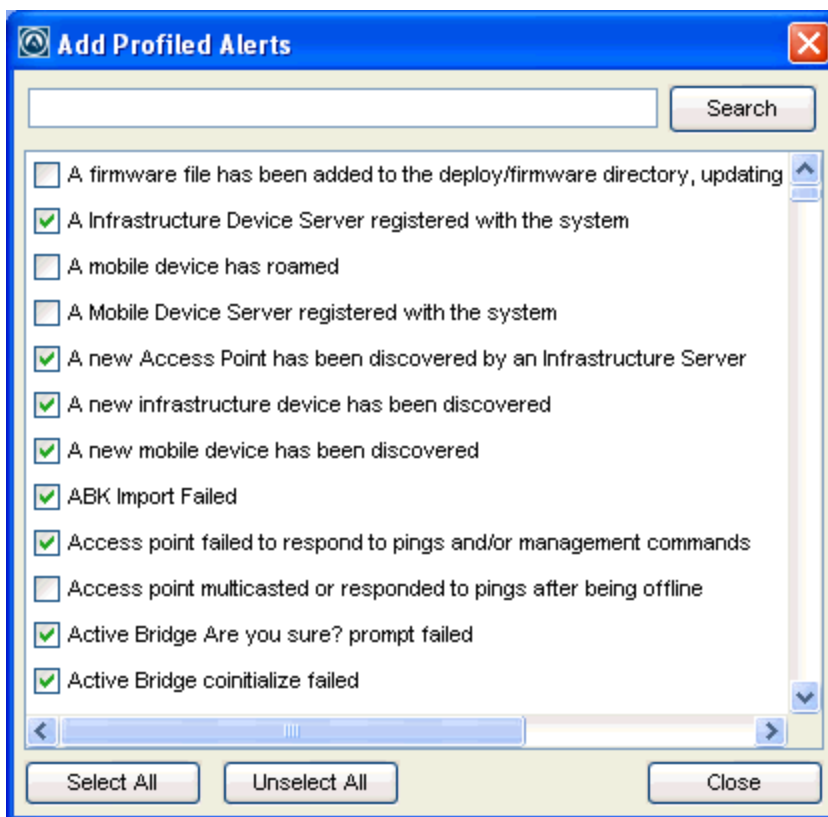 Add Profiled Alerts
Search
A firmware file has been added to the deploy/firmware directory, updating
A Infrastructure Device Server registered with the system
A mobile device has roamed
A Mobile Device Server registered with the system
A new Access Point has been discovered by an Infrastructure Server
A new infrastructure device has been discovered
A new mobile device has been discovered
ABK Import Failed
Access point failed to respond to pings and/or management commands
Access point multicasted or responded to pings after being offline
Active Bridge Are you sure? prompt failed
Active Bridge coinitialize failed
Select All Unselect All Close